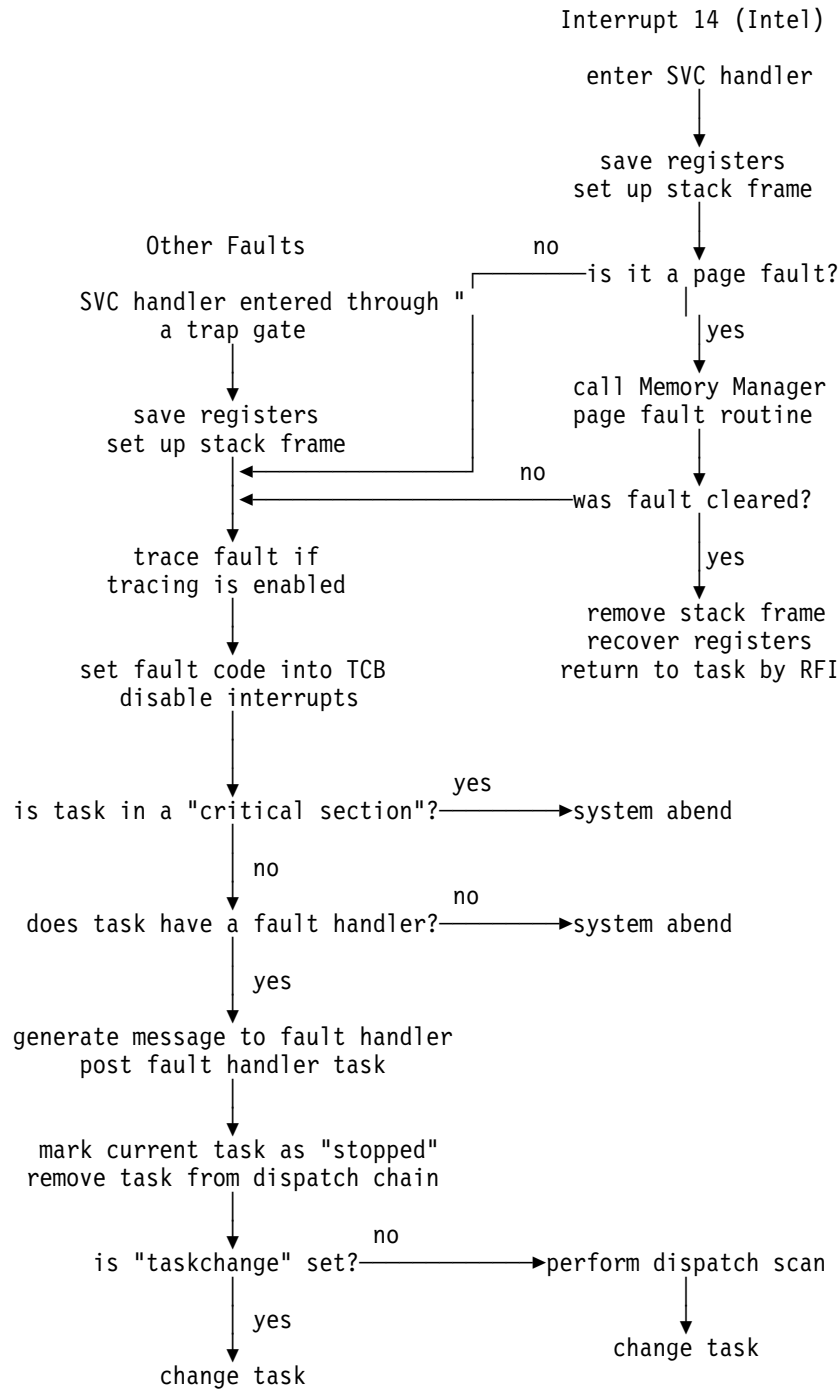 Interrupt 14 (Intel)
enter SVC handler
save registers
set up stack frame
Other Faults
no
is it a page fault?
SVC handler entered through "
a trap gate
yes
call Memory Manager
page fault routine
save registers
set up stack frame
no
was fault cleared?
yes
trace fault if
tracing is enabled
remove stack frame
recover registers
return to task by RFI
set fault code into TCB
disable interrupts
yes
is task in a "critical section"?
system abend
no
no
does task have a fault handler?
system abend
yes
generate message to fault handler
post fault handler task
mark current task as "stopped"
remove task from dispatch chain
no
is "taskchange" set?
perform dispatch scan
yes
change task
change task